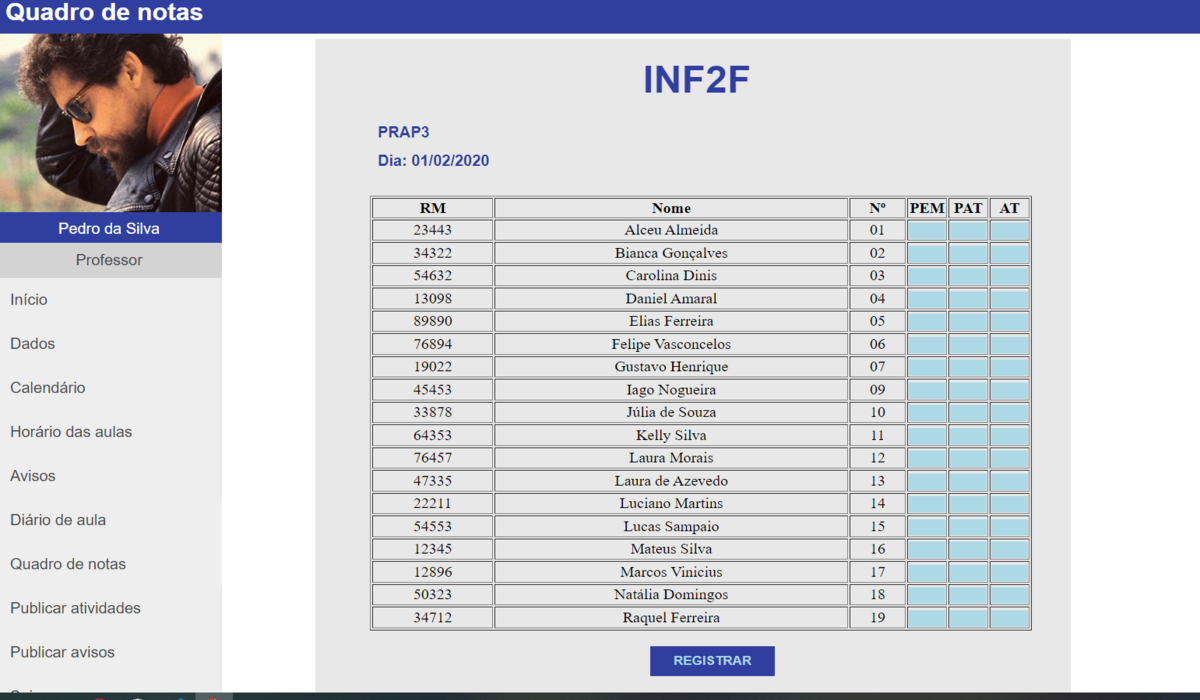 Quadro de notas
Pedro da Silva
Professor
Início
Dados
Calendário
Horário das aulas
Avisos
Diário de aula
Quadro de notas
Publicar atividades
Publicar avisos
INF2F
PRAP3
Dia: 01/02/2020
RM Nome Nº PEM PAT AT
23443 Alceu Almeida 01
34322 Bianca Gonçalves 02
54632 Carolina Dinis 03
13098 Daniel Amaral 04
89890 Elias Ferreira 05
76894 Felipe Vasconcelos 06
19022 Gustavo Henrique 07
45453 Iago Nogueira 09
33878 Júlia de Souza 10
64353 Kelly Silva 11
76457 Laura Morais 12
47335 Laura de Azevedo 13
22211 Luciano Martins 14
54553 Lucas Sampaio 15
12345 Mateus Silva 16
12896 Marcos Vinicius 17
50323 Natália Domingos 18
34712 Raquel Ferreira 19
REGISTRAR